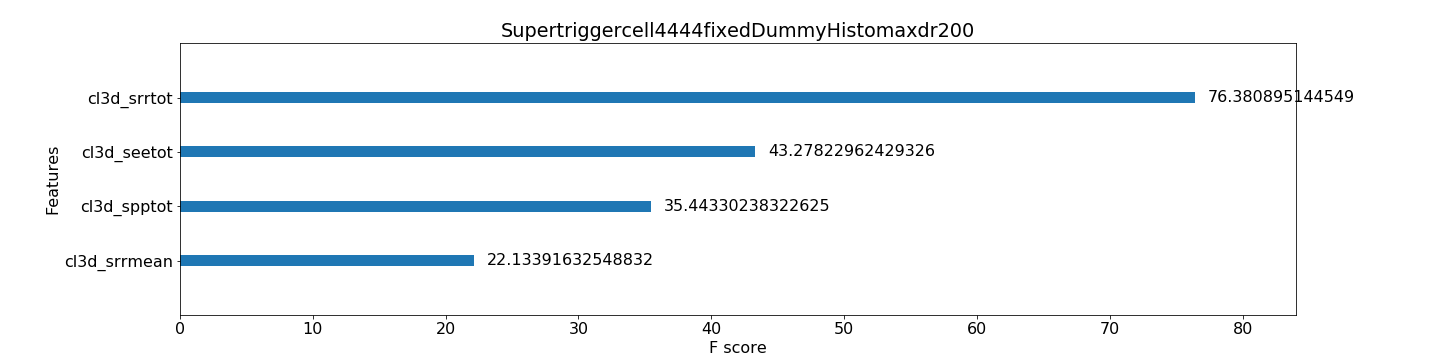 Supertriggercell4444fixedDummyHistomaxdr200
cl3d_srrtot
76.380895144549
cl3d_seetot
43.27822962429326
Features
cl3d_spptot
35.44330238322625
cl3d_srrmean
22.13391632548832
0 10 20 30 40 50 60 70 80
F score